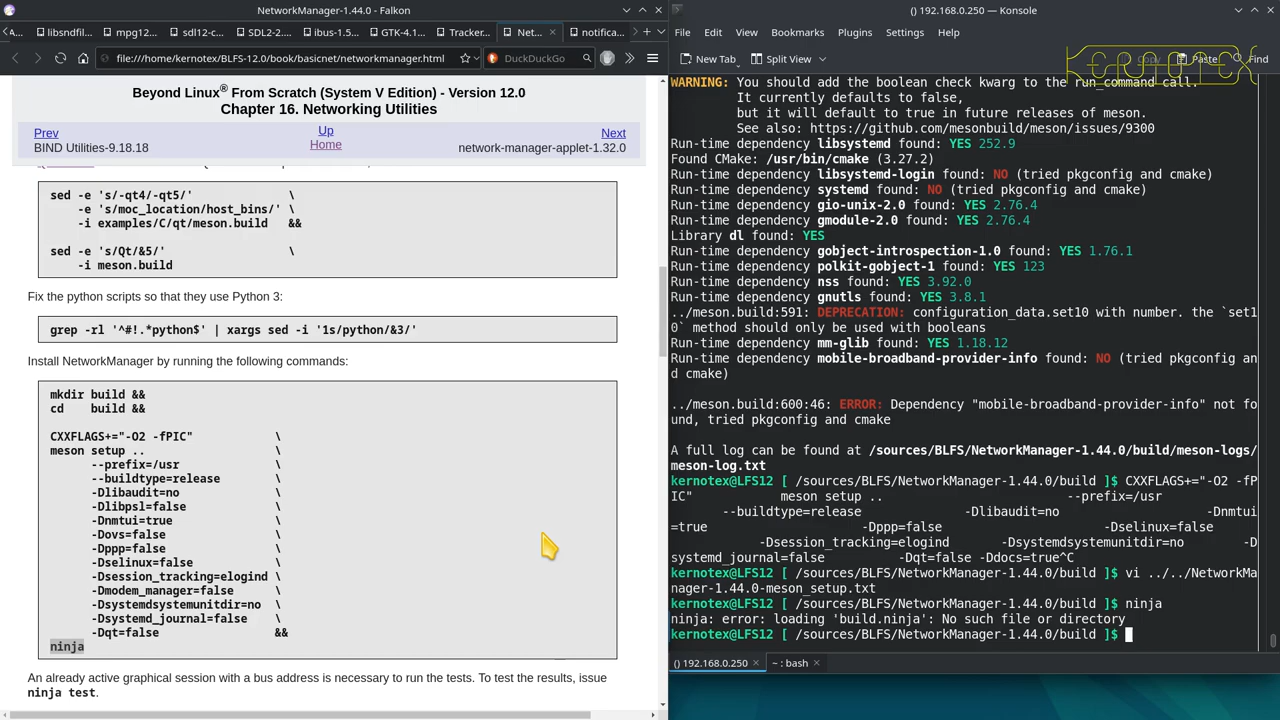 NetworkManager-1.44.0 - Falkon
A...
libsndfil...
mpg12...
sdl12-c...
SDL2-2....
ibus-1.5...
GTK-4.1...
Tracker...
Net...
notifica...
file:///home/kernotex/BLFS-12.0/book/basicnet/networkmanager.html
DuckDuckGo
Beyond Linux® From Scratch (System V Edition) - Version 12.0
Chapter 16. Networking Utilities
Prev
Up
Next
BIND Utilities-9.18.18
Home
network-manager-applet-1.32.0
sed -e 's/-qt4/-qt5/' \
-e 's/moc_location/host_bins/' \
-i examples/C/qt/meson.build &&
sed -e 's/Qt/&5/' \
-i meson.build
Fix the python scripts so that they use Python 3:
grep -rl '^#!.*python$' | xargs sed -i '1s/python/&3/'
Install NetworkManager by running the following commands:
mkdir build &&
cd build &&
CXXFLAGS+="-O2 -fPIC" \
meson setup .. \
--prefix=/usr \
--buildtype=release \
-Dlibaudit=no \
-Dlibpsl=false \
-Dnmtui=true \
-Dovs=false \
-Dppp=false \
-Dselinux=false \
-Dsession_tracking=elogind \
-Dmodem_manager=false \
-Dsystemdsystemunitdir=no \
-Dsystemd_journal=false \
-Dqt=false &&
ninja
An already active graphical session with a bus address is necessary to run the tests. To test the results, issue
ninja test.
() 192.168.0.250 — Konsole
File Edit View Bookmarks Plugins Settings Help
New Tab Split View Copy Paste Find
KERNOTEX
WARNING: You should add the boolean check kwarg to the run_command call.
It currently defaults to false,
but it will default to true in future releases of meson.
See also: https://github.com/mesonbuild/meson/issues/9300
Run-time dependency libsystemd found: YES 252.9
Found CMake: /usr/bin/cmake (3.27.2)
Run-time dependency libsystemd-login found: NO (tried pkgconfig and cmake)
Run-time dependency systemd found: NO (tried pkgconfig and cmake)
Run-time dependency gio-unix-2.0 found: YES 2.76.4
Run-time dependency gmodule-2.0 found: YES 2.76.4
Library dl found: YES
Run-time dependency gobject-introspection-1.0 found: YES 1.76.1
Run-time dependency polkit-gobject-1 found: YES 123
Run-time dependency nss found: YES 3.92.0
Run-time dependency gnutls found: YES 3.8.1
../meson.build:591: DEPRECATION: configuration_data.set10 with number. the `set1
0` method should only be used with booleans
Run-time dependency mm-glib found: YES 1.18.12
Run-time dependency mobile-broadband-provider-info found: NO (tried pkgconfig an
d cmake)
../meson.build:600:46: ERROR: Dependency "mobile-broadband-provider-info" not fo
und, tried pkgconfig and cmake
A full log can be found at /sources/BLFS/NetworkManager-1.44.0/build/meson-logs/
meson-log.txt
kernotex@LFS12 [ /sources/BLFS/NetworkManager-1.44.0/build ]$ CXXFLAGS+="-O2 -fP
IC" meson setup .. --prefix=/usr
--buildtype=release -Dlibaudit=no -Dnmtui
=true -Dppp=false -Dselinux=false
-Dsession_tracking=elogind -Dsystemdsystemunitdir=no -D
systemd_journal=false -Dqt=false -Ddocs=true^C
kernotex@LFS12 [ /sources/BLFS/NetworkManager-1.44.0/build ]$ vi ../../NetworkMa
nager-1.44.0-meson_setup.txt
kernotex@LFS12 [ /sources/BLFS/NetworkManager-1.44.0/build ]$ ninja
ninja: error: loading 'build.ninja': No such file or directory
kernotex@LFS12 [ /sources/BLFS/NetworkManager-1.44.0/build ]$
() 192.168.0.250
~ : bash